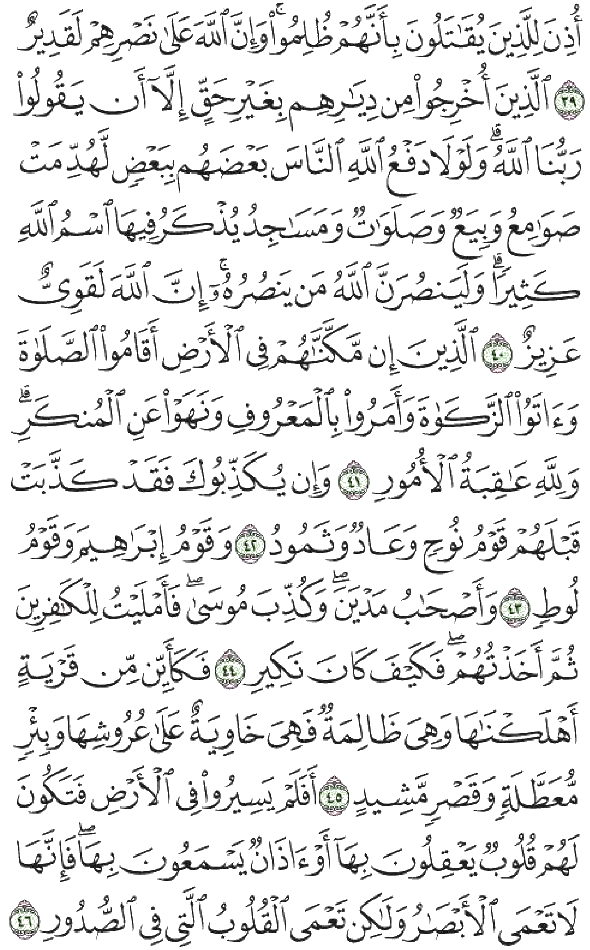 أُذِنَ لِلَّذِينَ يُقَـٰتَلُونَ بِأَنَّهُمْ ظُلِمُوا۟ ۚ وَإِنَّ ٱللَّهَ عَلَىٰ نَصْرِهِمْ لَقَدِيرٌ
٣٩ ٱلَّذِينَ أُخْرِجُوا۟ مِن دِيَـٰرِهِم بِغَيْرِ حَقٍّ إِلَّآ أَن يَقُولُوا۟
رَبُّنَا ٱللَّهُ ۗ وَلَوْلَا دَفْعُ ٱللَّهِ ٱلنَّاسَ بَعْضَهُم بِبَعْضٍ لَّهُدِّمَتْ
صَوَٰمِعُ وَبِيَعٌ وَصَلَوَٰتٌ وَمَسَـٰجِدُ يُذْكَرُ فِيهَا ٱسْمُ ٱللَّهِ
كَثِيرًا ۗ وَلَيَنصُرَنَّ ٱللَّهُ مَن يَنصُرُهُۥٓ ۚ إِنَّ ٱللَّهَ لَقَوِىٌّ
عَزِيزٌ ٤٠ ٱلَّذِينَ إِن مَّكَّنَّـٰهُمْ فِى ٱلْأَرْضِ أَقَامُوا۟ ٱلصَّلَوٰةَ
وَءَاتَوُا۟ ٱلزَّكَوٰةَ وَأَمَرُوا۟ بِٱلْمَعْرُوفِ وَنَهَوْا۟ عَنِ ٱلْمُنكَرِ ۗ
وَلِلَّهِ عَـٰقِبَةُ ٱلْأُمُورِ ٤١ وَإِن يُكَذِّبُوكَ فَقَدْ كَذَّبَتْ
قَبْلَهُمْ قَوْمُ نُوحٍ وَعَادٌ وَثَمُودُ ٤٢ وَقَوْمُ إِبْرَٰهِيمَ وَقَوْمُ
لُوطٍ ٤٣ وَأَصْحَـٰبُ مَدْيَنَ ۖ وَكُذِّبَ مُوسَىٰ ۖ فَأَمْلَيْتُ لِلْكَـٰفِرِينَ
ثُمَّ أَخَذْتُهُمْ ۖ فَكَيْفَ كَانَ نَكِيرِ ٤٤ فَكَأَيِّن مِّن قَرْيَةٍ
أَهْلَكْنَـٰهَا وَهِىَ ظَالِمَةٌ فَهِىَ خَاوِيَةٌ عَلَىٰ عُرُوشِهَا وَبِئْرٍ
مُّعَطَّلَةٍ وَقَصْرٍ مَّشِيدٍ ٤٥ أَفَلَمْ يَسِيرُوا۟ فِى ٱلْأَرْضِ فَتَكُونَ
لَهُمْ قُلُوبٌ يَعْقِلُونَ بِهَآ أَوْ ءَاذَانٌ يَسْمَعُونَ بِهَا ۖ فَإِنَّهَا
لَا تَعْمَى ٱلْأَبْصَـٰرُ وَلَـٰكِن تَعْمَى ٱلْقُلُوبُ ٱلَّتِى فِى ٱلصُّدُورِ ٤٦